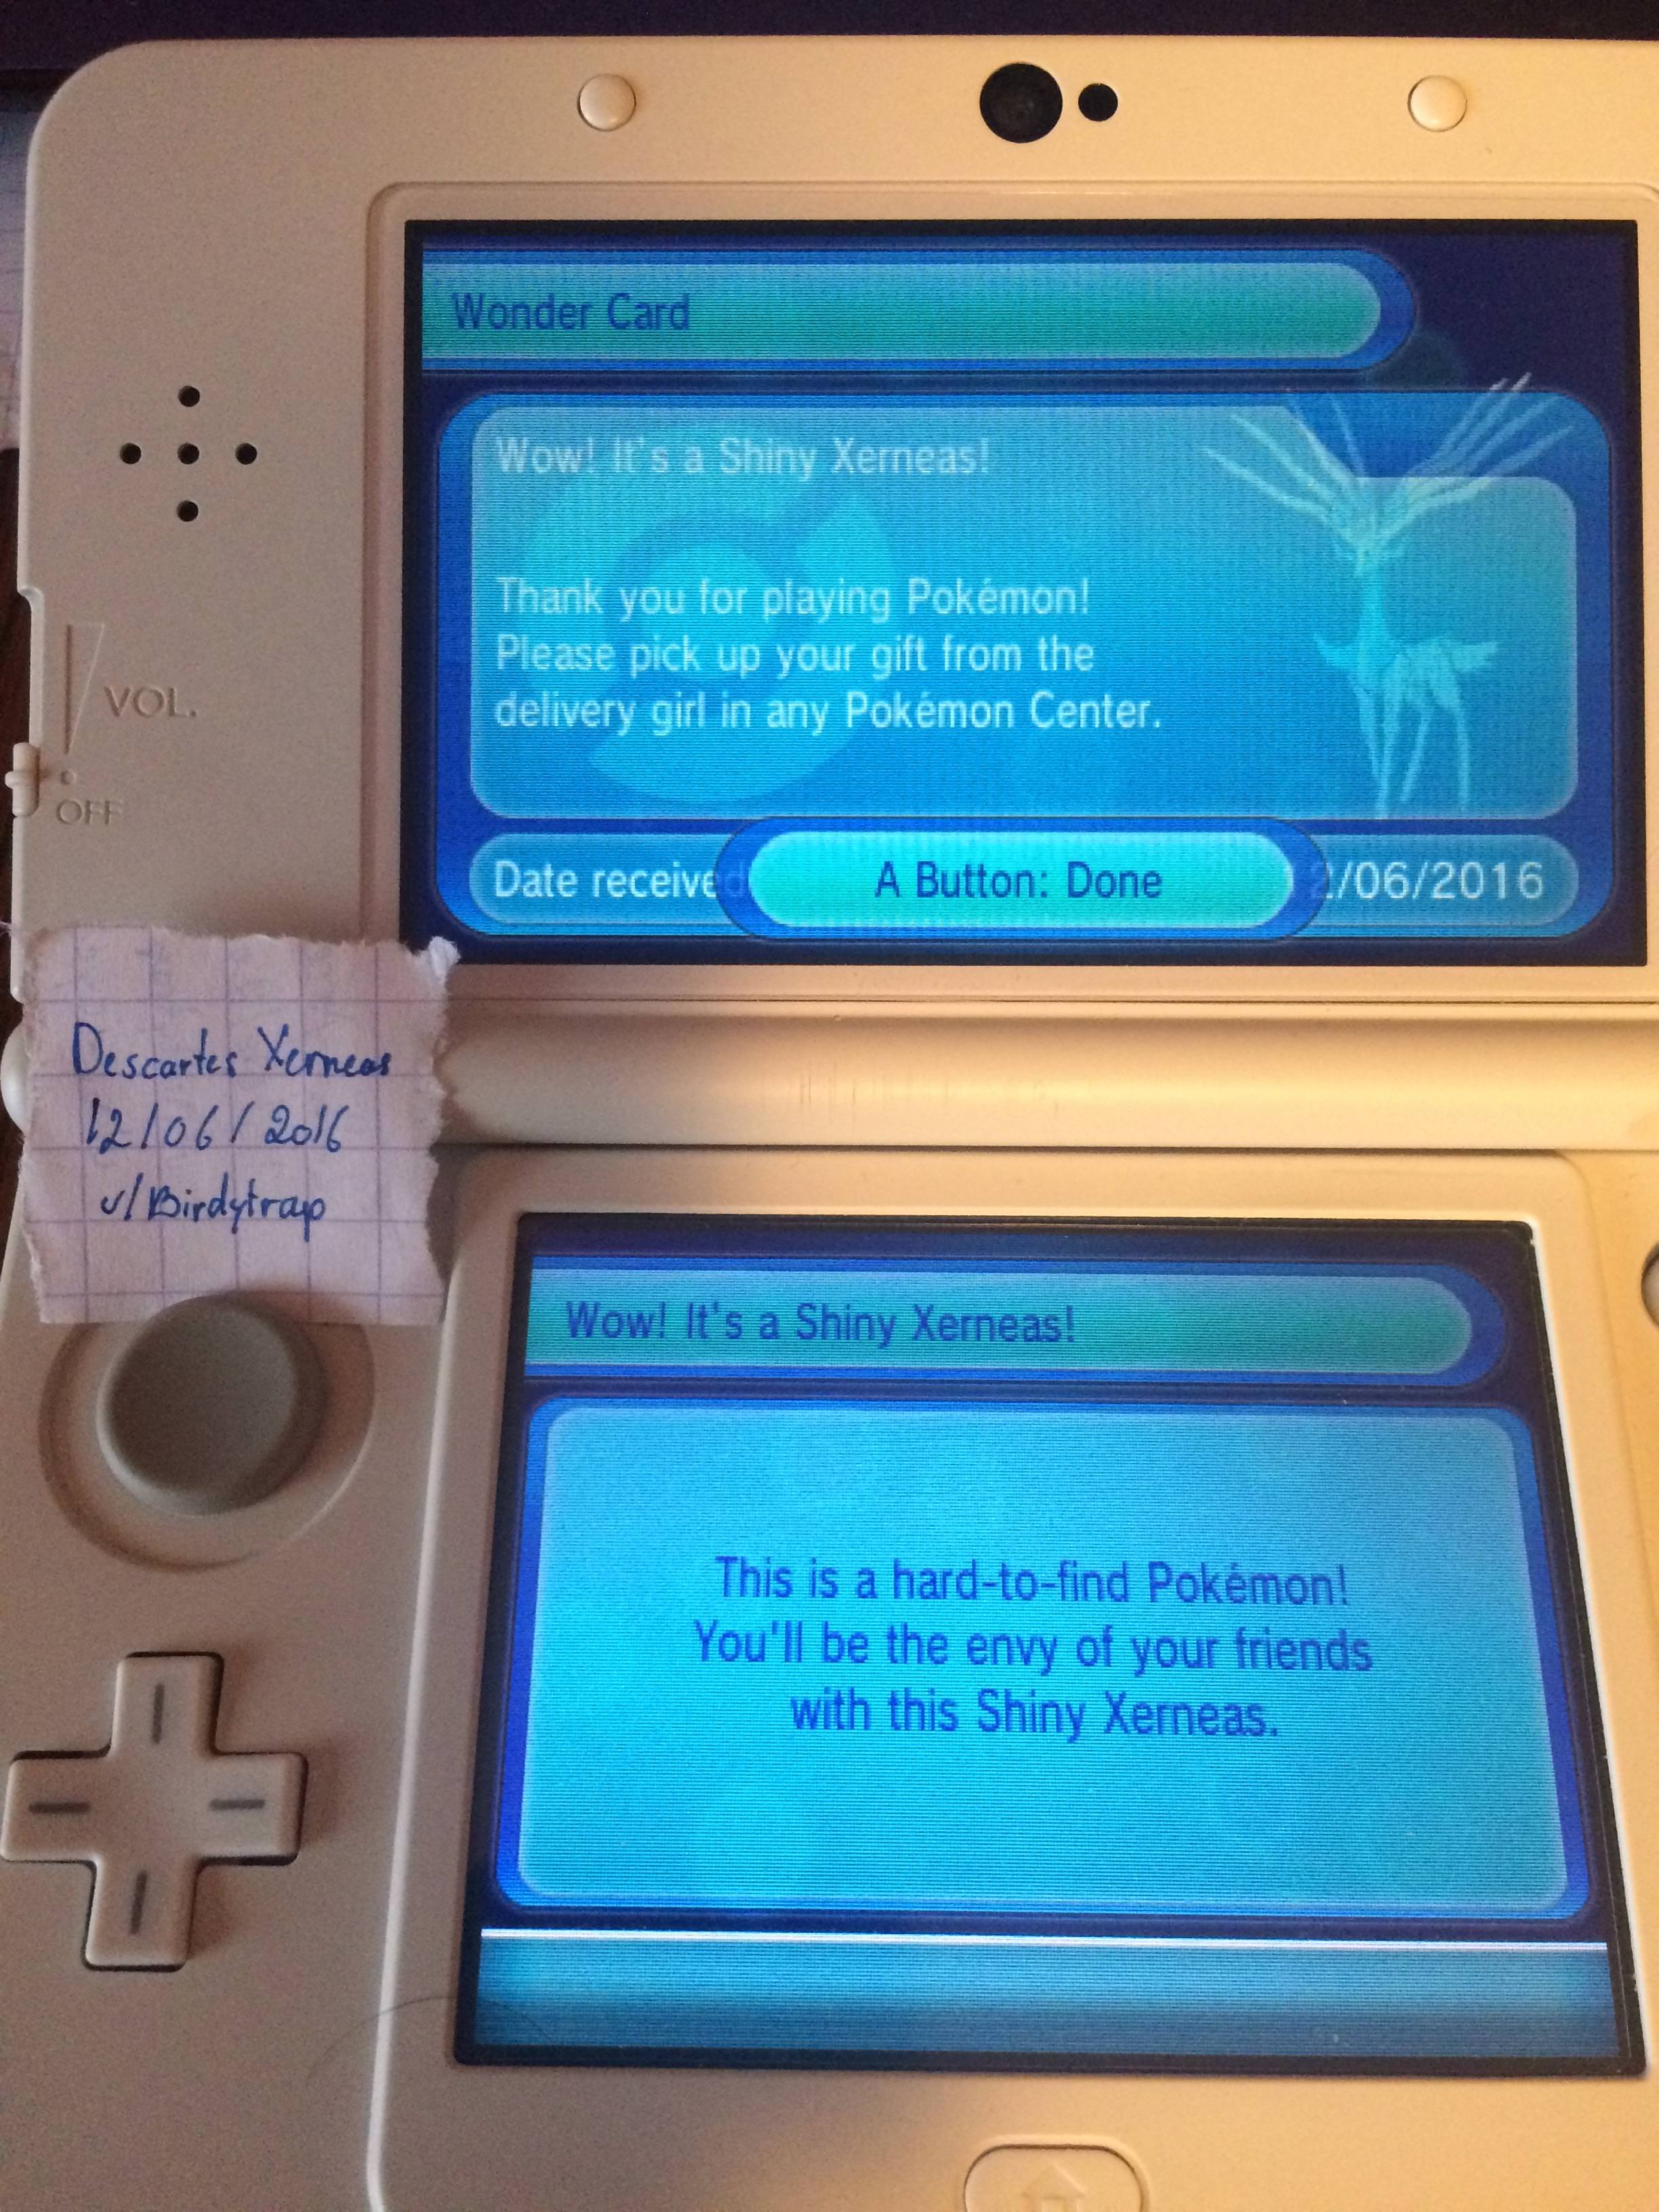 Wonder Card
Wow! It's a Shiny Xerneas!
Thank you for playing Pokémon!
Please pick up your gift from the
delivery girl in any Pokémon Center.
Date received
A Button: Done
2/06/2016
VOL.
OFF
Descartes Xerneas
12/06/2016
u/Birdytrap
Wow! It's a Shiny Xerneas!
This is a hard-to-find Pokémon!
You'll be the envy of your friends
with this Shiny Xerneas.